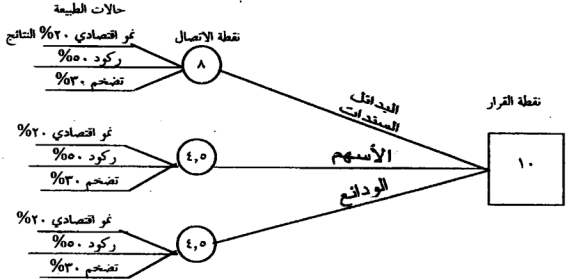 حالات الطبيعة
نمو اقتصادي ٢٠% النتائج
ركود ٥٠%
تضخم ٣٠%
نقطة الاتصال
٨
البدائل
السندات
نقطة القرار
١٠
نمو اقتصادي ٢٠%
ركود ٥٠%
تضخم ٣٠%
٤,٥
الأسهم
الودائع
نمو اقتصادي ٢٠%
ركود ٥٠%
تضخم ٣٠%
٤,٥